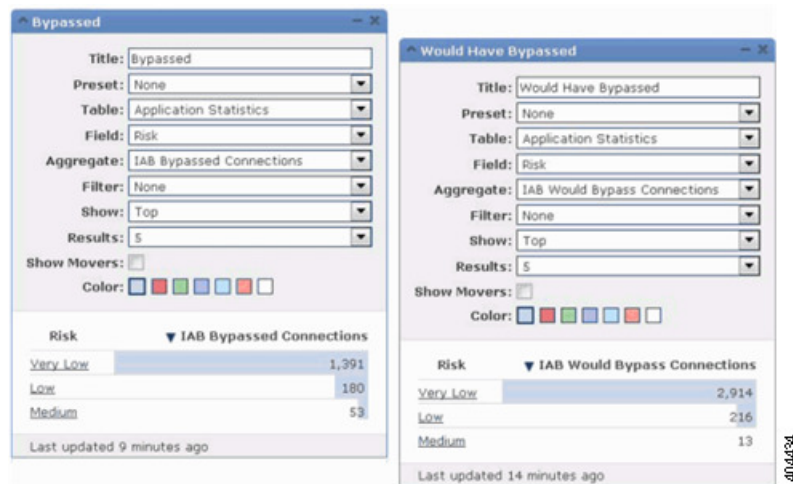 Bypassed
Title: Bypassed
Preset: None
Table: Application Statistics
Field: Risk
Aggregate: IAB Bypassed Connections
Filter: None
Show: Top
Results: 5
Show Movers:
Color:
Risk IAB Bypassed Connections
Very Low 1,391
Low 180
Medium 53
Last updated 9 minutes ago
Would Have Bypassed
Title: Would Have Bypassed
Preset: None
Table: Application Statistics
Field: Risk
Aggregate: IAB Would Bypass Connections
Filter: None
Show: Top
Results: 5
Show Movers:
Color:
Risk IAB Would Bypass Connections
Very Low 2,914
Low 216
Medium 13
Last updated 14 minutes ago
404434